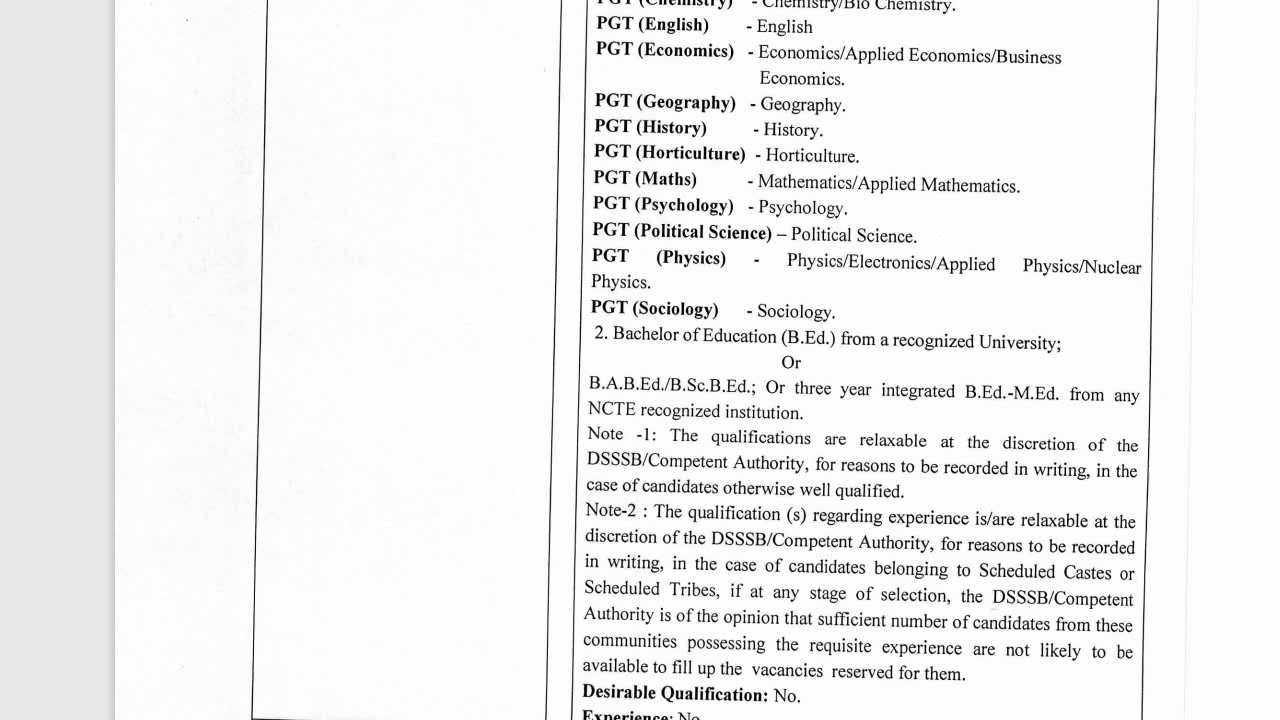 PGT (Chemistry) - Chemistry/Bio Chemistry.
PGT (English) - English
PGT (Economics) - Economics/Applied Economics/Business
Economics.
PGT (Geography) - Geography.
PGT (History) - History.
PGT (Horticulture) - Horticulture.
PGT (Maths) - Mathematics/Applied Mathematics.
PGT (Psychology) - Psychology.
PGT (Political Science) – Political Science.
PGT (Physics) - Physics/Electronics/Applied Physics/Nuclear
Physics.
PGT (Sociology) - Sociology.
2. Bachelor of Education (B.Ed.) from a recognized University;
Or
B.A.B.Ed./B.Sc.B.Ed.; Or three year integrated B.Ed.-M.Ed. from any
NCTE recognized institution.
Note -1: The qualifications are relaxable at the discretion of the
DSSSB/Competent Authority, for reasons to be recorded in writing, in the
case of candidates otherwise well qualified.
Note-2 : The qualification (s) regarding experience is/are relaxable at the
discretion of the DSSSB/Competent Authority, for reasons to be recorded
in writing, in the case of candidates belonging to Scheduled Castes or
Scheduled Tribes, if at any stage of selection, the DSSSB/Competent
Authority is of the opinion that sufficient number of candidates from these
communities possessing the requisite experience are not likely to be
available to fill up the vacancies reserved for them.
Desirable Qualification: No.
Experience: No